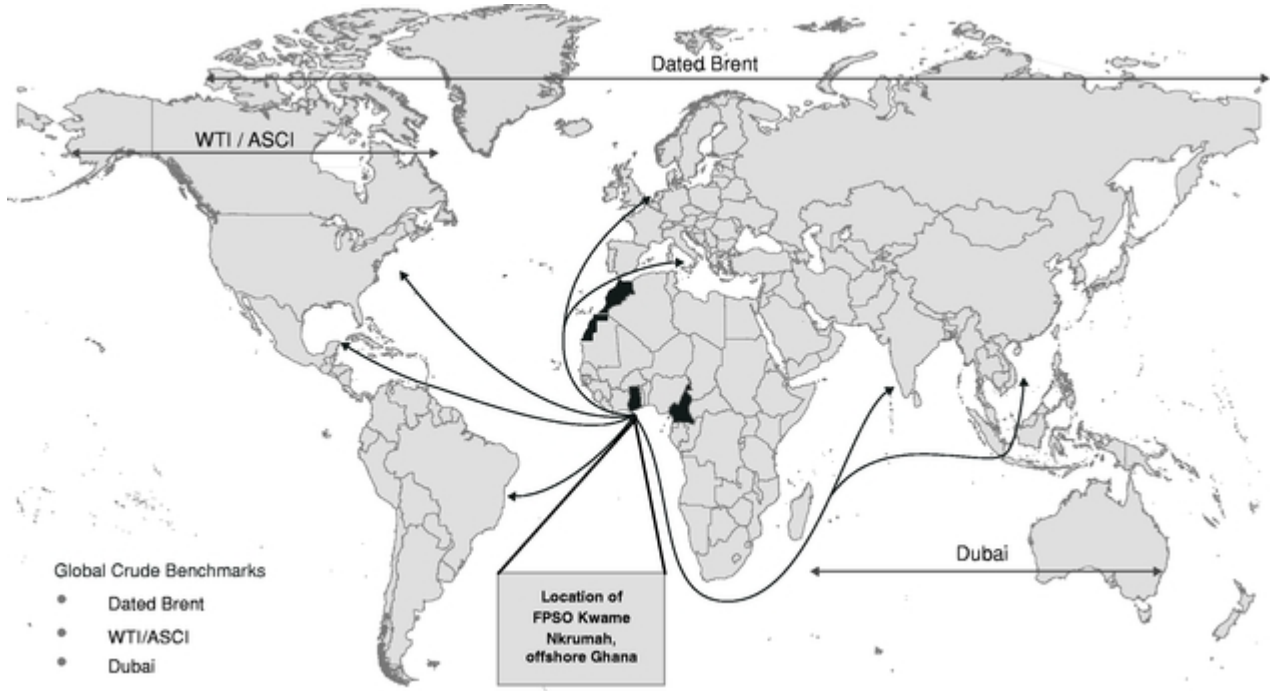 Dated Brent
WTI / ASCI
Dubai
Global Crude Benchmarks
Dated Brent
WTI/ASCI
Dubai
Location of
FPSO Kwame
Nkrumah,
offshore Ghana